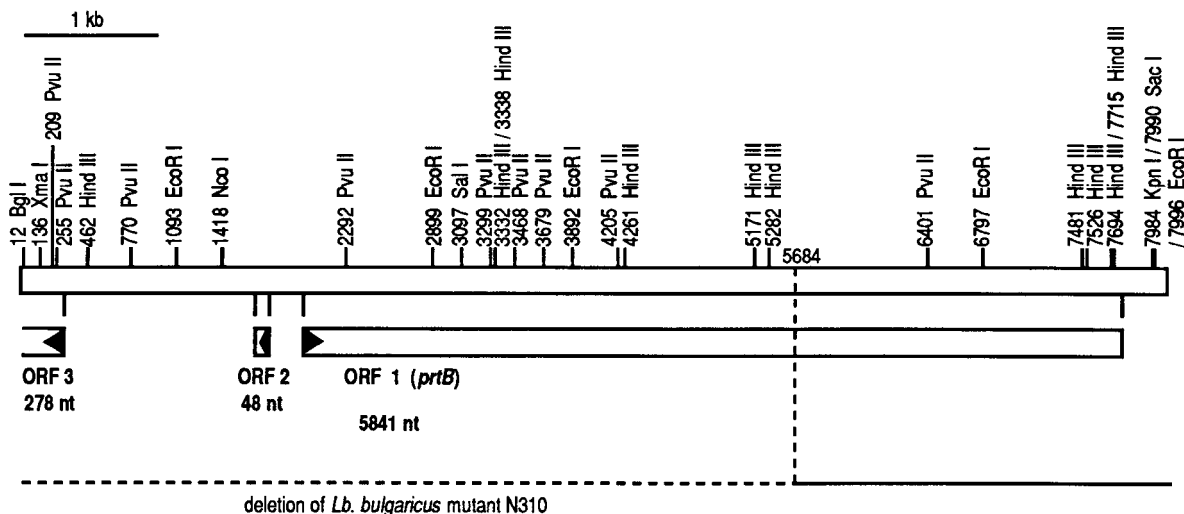 1 kb
12 Bgl I
136 Xma I
209 Pvu II
255 Pvu II
462 Hind III
770 Pvu II
1093 EcoR I
1418 Nco I
2292 Pvu II
2899 EcoR I
3097 Sal I
3299 Pvu II
3332 Hind III / 3338 Hind III
3468 Pvu II
3679 Pvu II
3892 EcoR I
4205 Pvu II
4261 Hind III
5171 Hind III
5282 Hind III
5684
6401 Pvu II
6797 EcoR I
7481 Hind III
7526 Hind III
7694 Hind III / 7715 Hind III
7984 Kpn I / 7990 Sac I
/ 7996 EcoR I
ORF 3
278 nt
ORF 2
48 nt
ORF 1 (prtB)
5841 nt
deletion of Lb. bulgaricus mutant N310